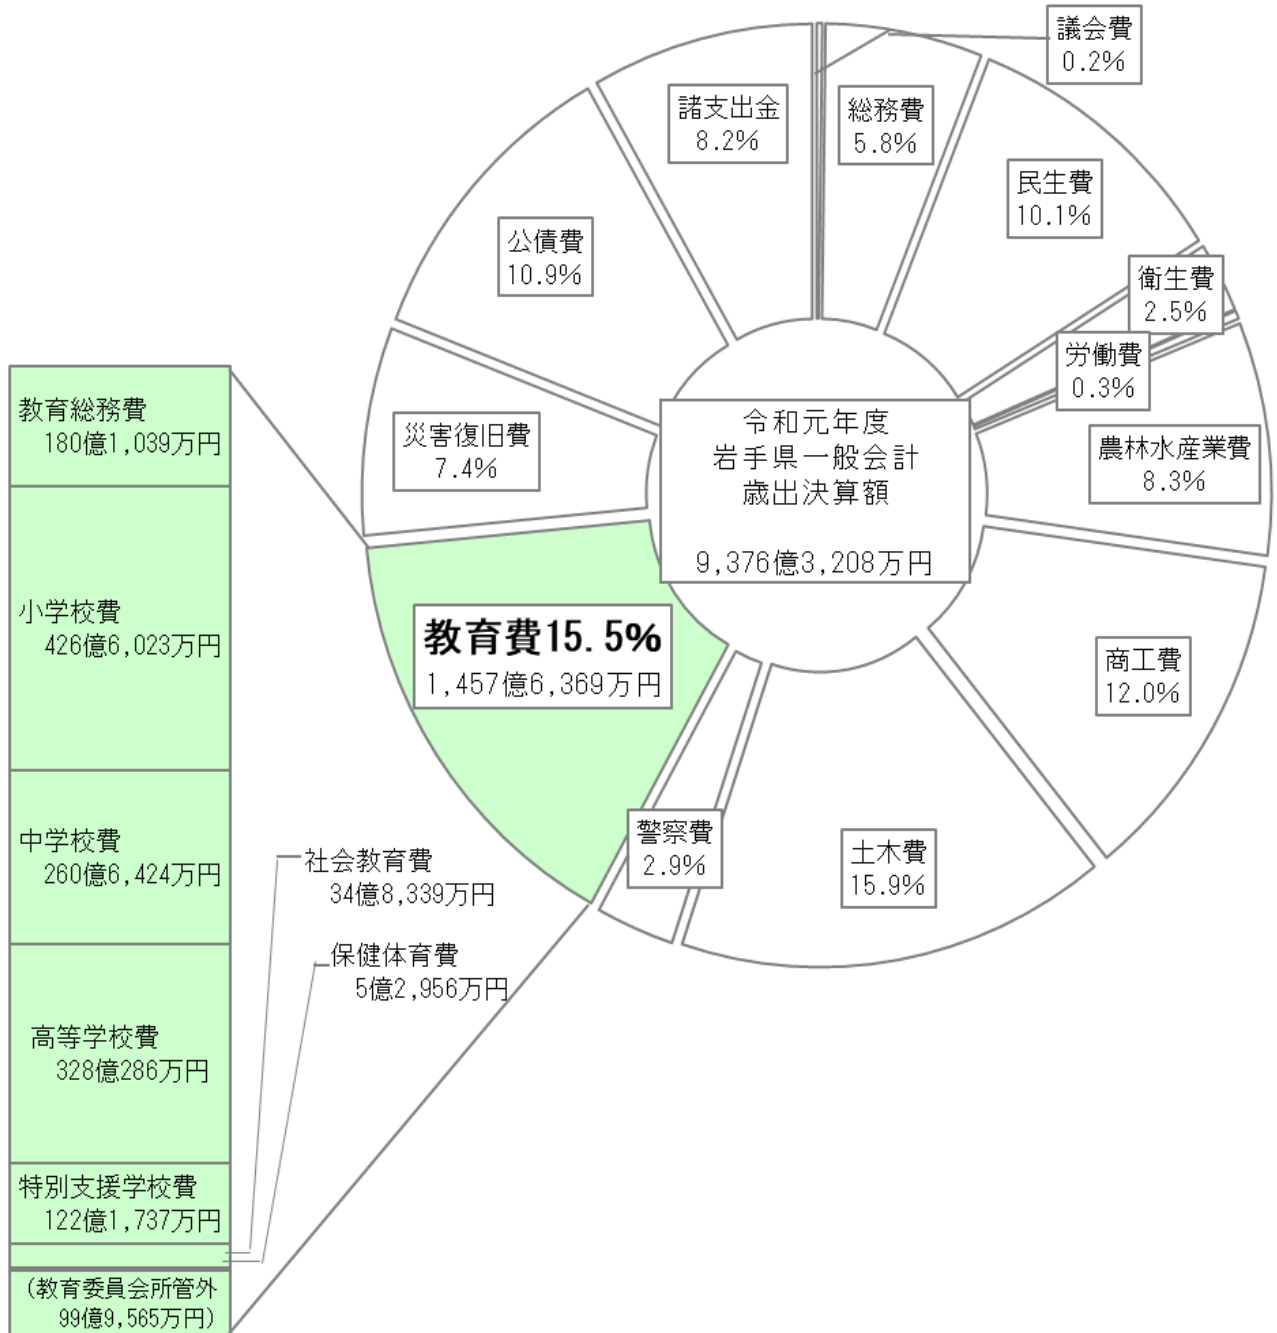 議会費
0.2%
総務費
5.8%
民生費
10.1%
衛生費
2.5%
労働費
0.3%
農林水産業費
8.3%
商工費
12.0%
土木費
15.9%
警察費
2.9%
教育費15.5%
1,457億6,369万円
災害復旧費
7.4%
公債費
10.9%
諸支出金
8.2%
令和元年度
岩手県一般会計
歳出決算額
9,376億3,208万円
教育総務費
180億1,039万円
小学校費
426億6,023万円
中学校費
260億6,424万円
高等学校費
328億286万円
特別支援学校費
122億1,737万円
社会教育費
34億8,339万円
保健体育費
5億2,956万円
(教育委員会所管外
99億9,565万円)